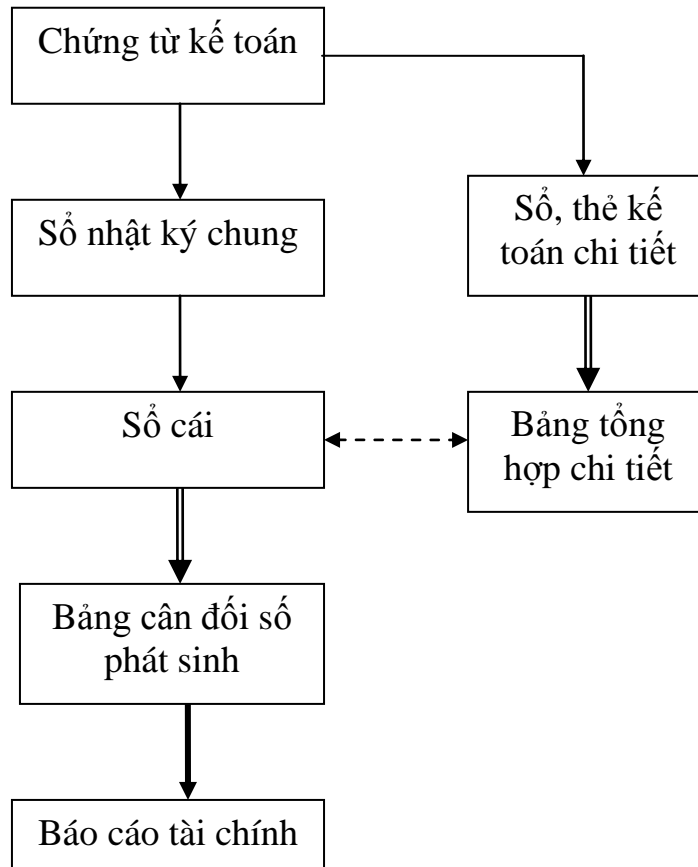 Chứng từ kế toán
Sổ nhật ký chung
Sổ, thẻ kế
toán chi tiết
Sổ cái
Bảng tổng
hợp chi tiết
Bảng cân đối số
phát sinh
Báo cáo tài chính